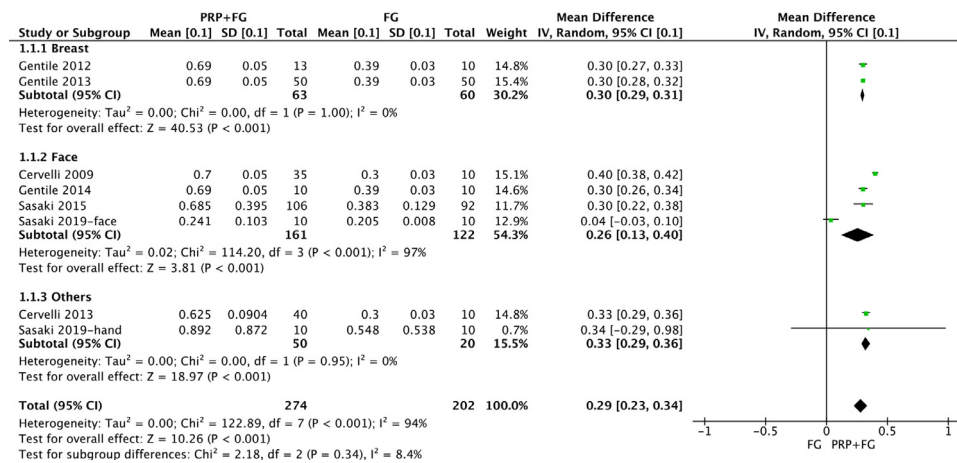 PRP+FG FG Mean Difference Mean Difference
Study or Subgroup Mean [0.1] SD [0.1] Total Mean [0.1] SD [0.1] Total Weight IV, Random, 95% CI [0.1] IV, Random, 95% CI [0.1]
1.1.1 Breast
Gentile 2012 0.69 0.05 13 0.39 0.03 10 14.8% 0.30 [0.27, 0.33]
Gentile 2013 0.69 0.05 50 0.39 0.03 50 15.4% 0.30 [0.28, 0.32]
Subtotal (95% CI) 63 60 30.2% 0.30 [0.29, 0.31]
Heterogeneity: Tau² = 0.00; Chi² = 0.00, df = 1 (P = 1.00); I² = 0%
Test for overall effect: Z = 40.53 (P < 0.001)
1.1.2 Face
Cervelli 2009 0.7 0.05 35 0.3 0.03 10 15.1% 0.40 [0.38, 0.42]
Gentile 2014 0.69 0.05 10 0.39 0.03 10 14.6% 0.30 [0.26, 0.34]
Sasaki 2015 0.685 0.395 106 0.383 0.129 92 11.7% 0.30 [0.22, 0.38]
Sasaki 2019-face 0.241 0.103 10 0.205 0.008 10 12.9% 0.04 [-0.03, 0.10]
Subtotal (95% CI) 161 122 54.3% 0.26 [0.13, 0.40]
Heterogeneity: Tau² = 0.02; Chi² = 114.20, df = 3 (P < 0.001); I² = 97%
Test for overall effect: Z = 3.81 (P < 0.001)
1.1.3 Others
Cervelli 2013 0.625 0.0904 40 0.3 0.03 10 14.8% 0.33 [0.29, 0.36]
Sasaki 2019-hand 0.892 0.872 10 0.548 0.538 10 0.7% 0.34 [-0.29, 0.98]
Subtotal (95% CI) 50 20 15.5% 0.33 [0.29, 0.36]
Heterogeneity: Tau² = 0.00; Chi² = 0.00, df = 1 (P = 0.95); I² = 0%
Test for overall effect: Z = 18.97 (P < 0.001)
Total (95% CI) 274 202 100.0% 0.29 [0.23, 0.34]
Heterogeneity: Tau² = 0.00; Chi² = 122.89, df = 7 (P < 0.001); I² = 94%
Test for overall effect: Z = 10.26 (P < 0.001)
Test for subgroup differences: Chi² = 2.18, df = 2 (P = 0.34), I² = 8.4%
-1 -0.5 0 0.5 1
FG PRP+FG